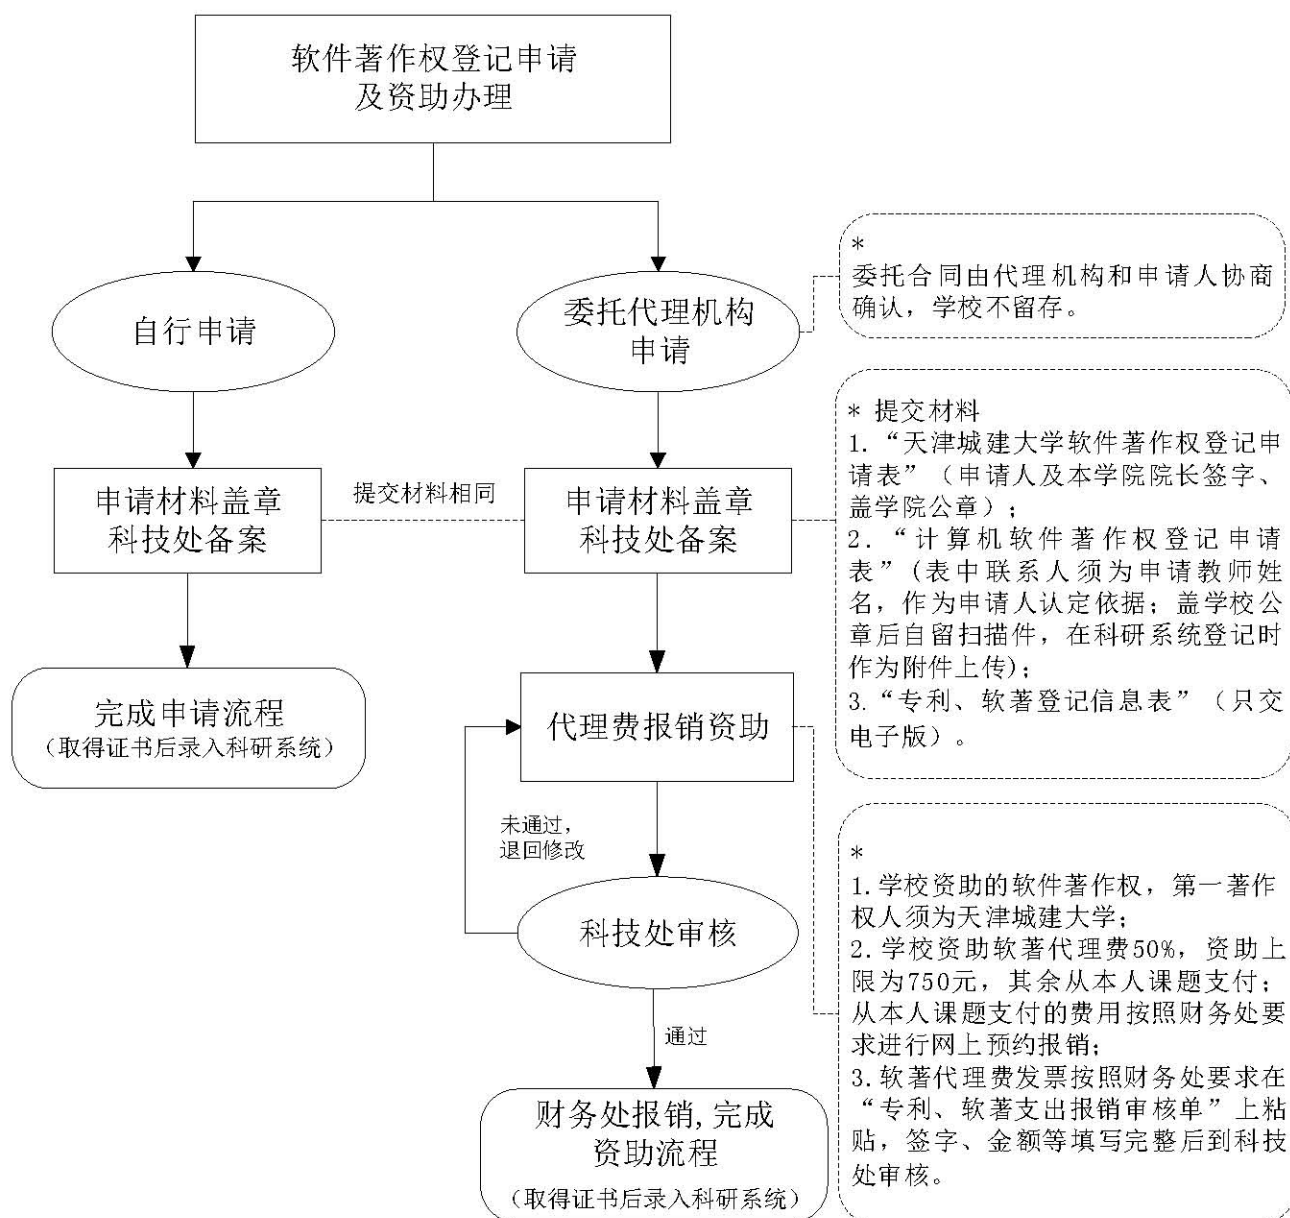 软件著作权登记申请
及资助办理
*
委托合同由代理机构和申请人协商
确认，学校不留存。
自行申请
委托代理机构
申请
* 提交材料
1. “天津城建大学软件著作权登记申
请表”（申请人及本学院院长签字、
盖学院公章）；
2. “计算机软件著作权登记申请
表”（表中联系人须为申请教师姓
名，作为申请人认定依据；盖学校公
章后自留扫描件，在科研系统登记时
作为附件上传）；
3. “专利、软著登记信息表”（只交
电子版）。
申请材料盖章
科技处备案
提交材料相同
申请材料盖章
科技处备案
完成申请流程
（取得证书后录入科研系统）
代理费报销资助
未通过，
退回修改
科技处审核
*
1. 学校资助的软件著作权，第一著作
权人须为天津城建大学；
2. 学校资助软著代理费50%，资助上
限为750元，其余从本人课题支付；
从本人课题支付的费用按照财务处要
求进行网上预约报销；
3. 软著代理费发票按照财务处要求在
“专利、软著支出报销审核单”上粘
贴，签字、金额等填写完整后到科技
处审核。
通过
财务处报销,完成
资助流程
（取得证书后录入科研系统）